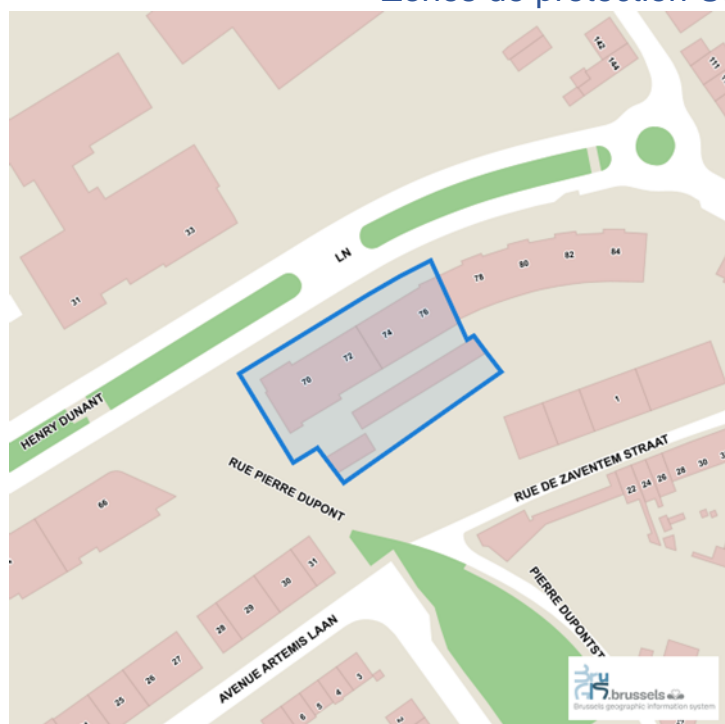 Zones de protection
142
144
111
33
31
LN
84
82
80
78
76
74
72
70
HENRY DUNANT
1
RUE PIERRE DUPONT
RUE DE ZAVENTEM STRAAT
22 24 26 28 30
66
31
30
29
28
27
26
25
AVENUE ARTEMIS LAAN
PIERRE DUPONTST
3
4
5
6
.brussels
Brussels geographic information system